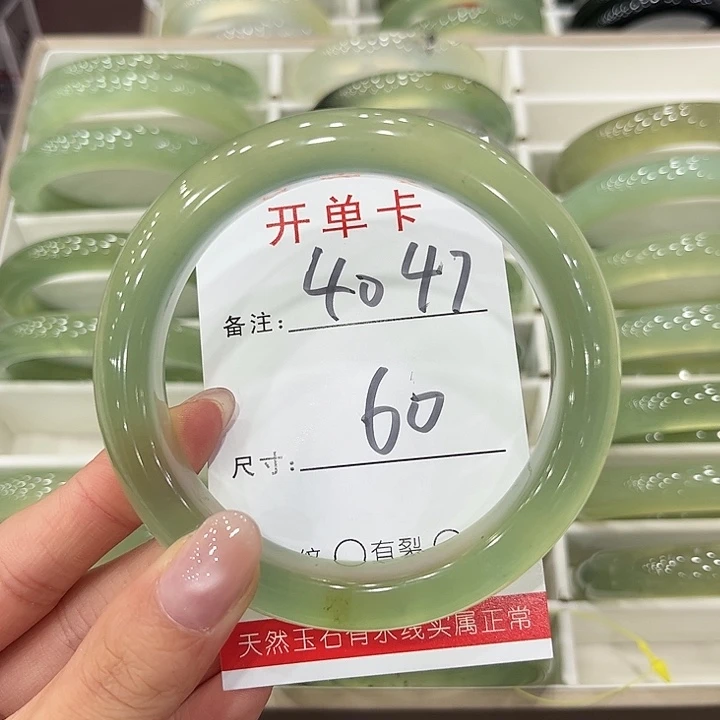 开单卡
备注: 4047
尺寸: 60
纹 ○ 有裂 ○
天然玉石有水线实属正常